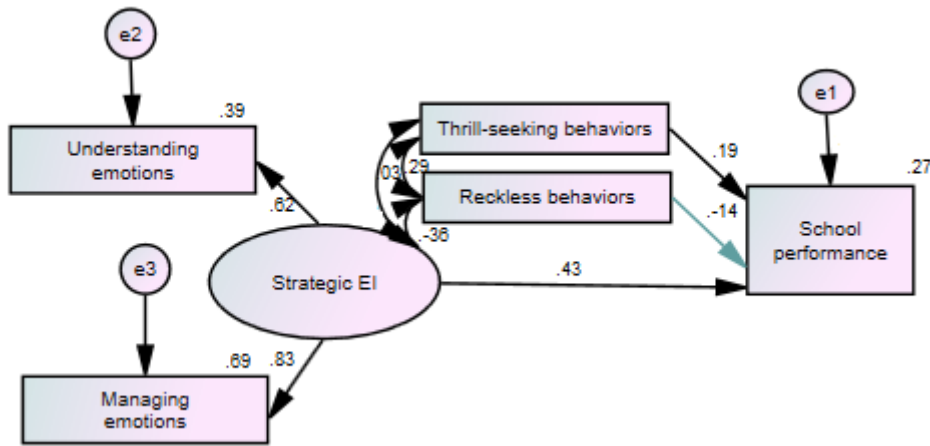 e2
.39
Understanding
emotions
.62
e3
.69
.83
Managing
emotions
Strategic EI
03
.29
.-36
Thrill-seeking behaviors
Reckless behaviors
.19
.-14
.43
e1
.27
School
performance